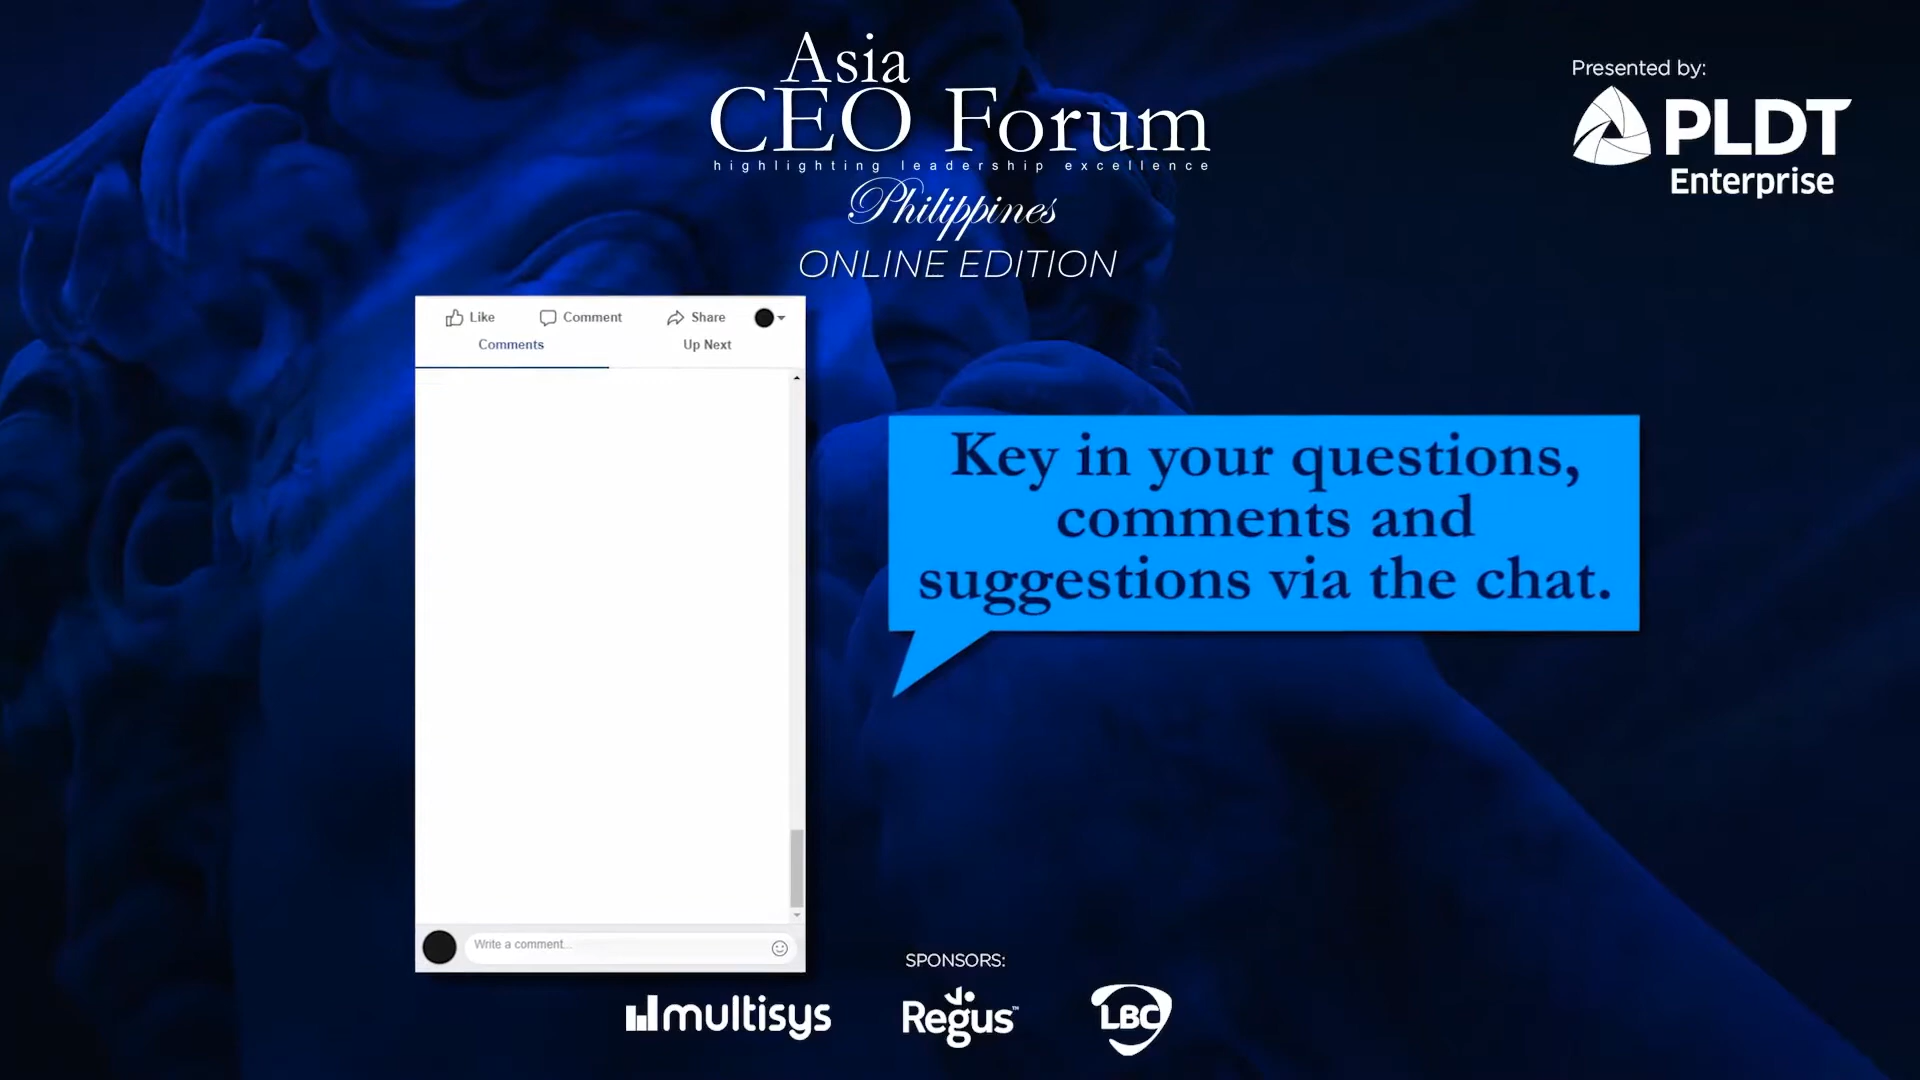 Asia
CEO Forum
highlighting leadership excellence
Philippines
ONLINE EDITION
Presented by:
PLDT
Enterprise
Like Comment Share
Comments Up Next
Key in your questions,
comments and
suggestions via the chat.
Write a comment...
SPONSORS:
multisys Regus™ LBC